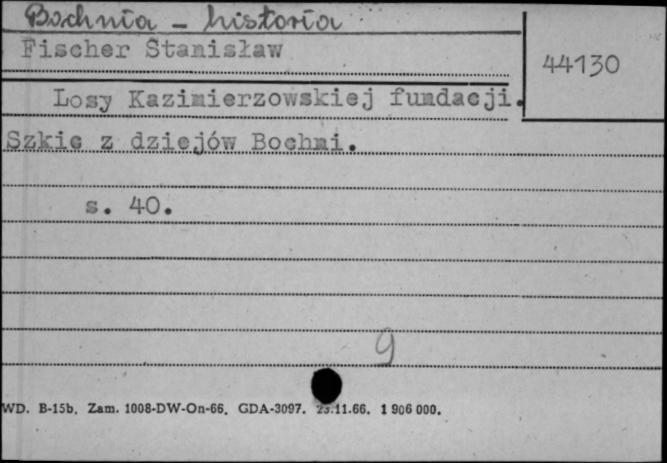 Bochnia - historia
Fischer Stanisław
44130
Losy Kazimierzowskiej fundacji.
Szkic z dziejów Bochni.
s. 40.
9
WD. B-15b. Zam. 1008-DW-On-66. GDA-3097. 23.11.66. 1 906 000.